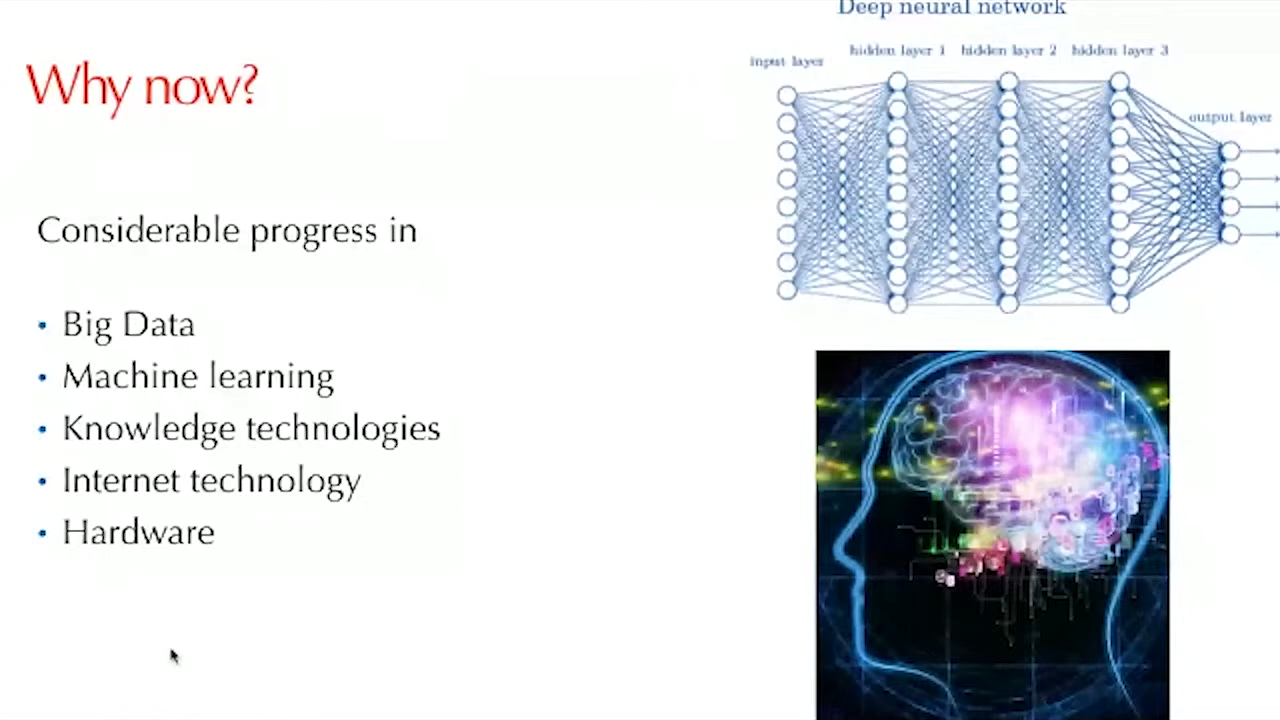 Why now?
Considerable progress in
• Big Data
• Machine learning
• Knowledge technologies
• Internet technology
• Hardware
Deep neural network
hidden layer 1 hidden layer 2 hidden layer 3
input layer
output layer